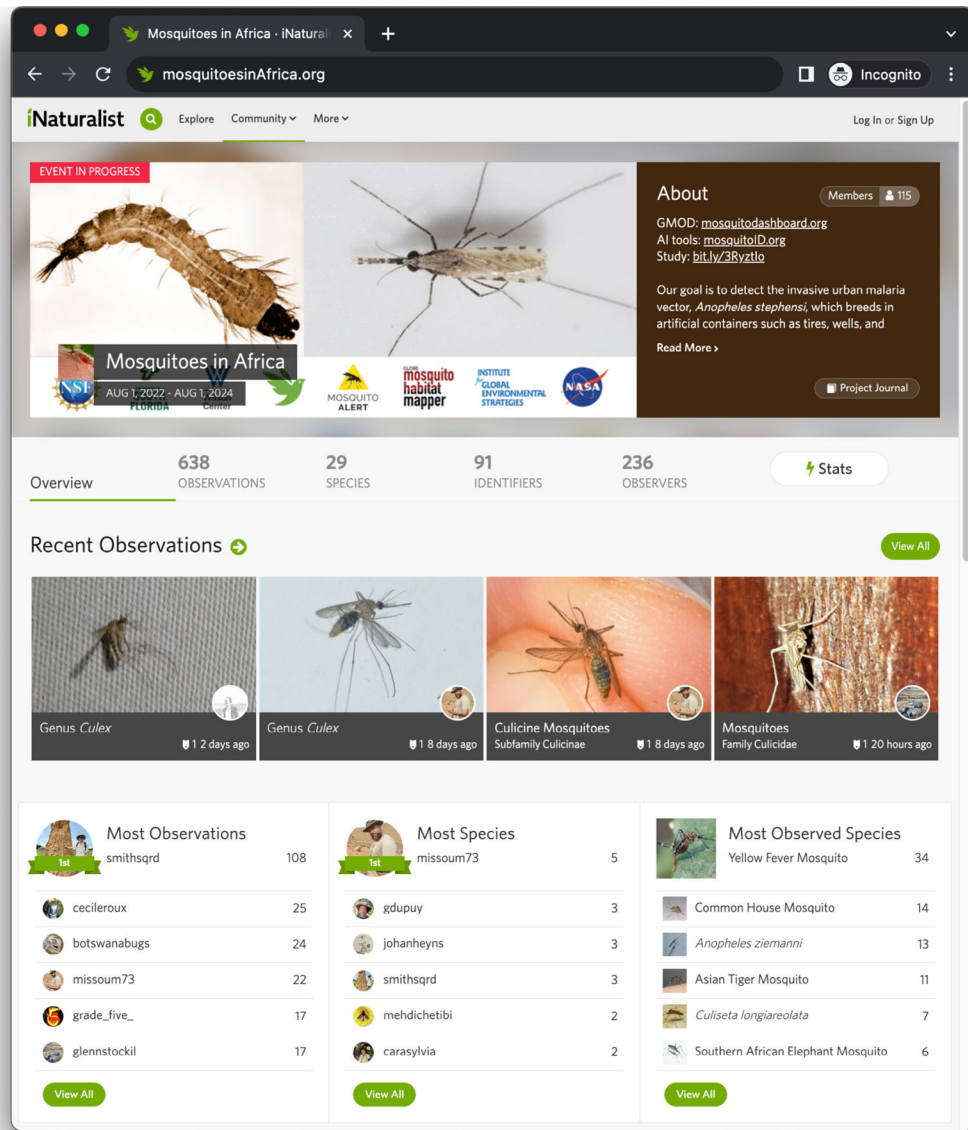 Mosquitoes in Africa · iNatural
mosquitoesinAfrica.org
Incognito
iNaturalist
Explore
Community
More
Log In or Sign Up
EVENT IN PROGRESS
Mosquitoes in Africa
AUG 1, 2022 - AUG 1, 2024
NSF
FLORIDA
Center
MOSQUITO
ALERT
GLOBE
mosquito
habitat
mapper
INSTITUTE
for GLOBAL
ENVIRONMENTAL
STRATEGIES
NASA
About
Members 115
GMOD: mosquitodashboard.org
AI tools: mosquitoID.org
Study: bit.ly/3RyztIo
Our goal is to detect the invasive urban malaria
vector, Anopheles stephensi, which breeds in
artificial containers such as tires, wells, and
Read More >
Project Journal
Overview
638
OBSERVATIONS
29
SPECIES
91
IDENTIFIERS
236
OBSERVERS
Stats
Recent Observations
View All
Genus Culex
1 2 days ago
Genus Culex
1 8 days ago
Culicine Mosquitoes
Subfamily Culicinae
1 8 days ago
Mosquitoes
Family Culicidae
1 20 hours ago
1st
Most Observations
smithsqrd 108
cecileroux 25
botswanabugs 24
missoum73 22
grade_five_ 17
glennstockil 17
View All
1st
Most Species
missoum73 5
gdupuy 3
johanheyns 3
smithsqrd 3
mehdichetibi 2
carasylvia 2
View All
Most Observed Species
Yellow Fever Mosquito 34
Common House Mosquito 14
Anopheles ziemanni 13
Asian Tiger Mosquito 11
Culiseta longiareolata 7
Southern African Elephant Mosquito 6
View All